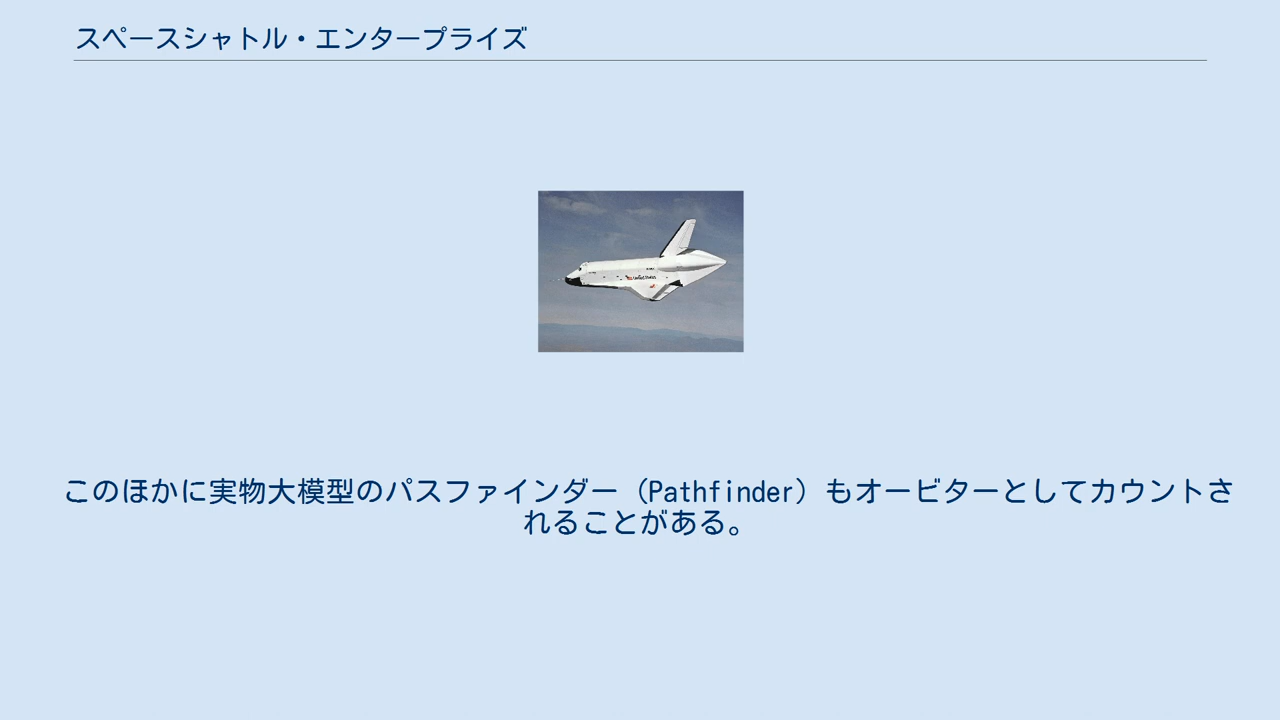 スペースシャトル・エンタープライズ
United States
このほかに実物大模型のパスファインダー（Pathfinder）もオービターとしてカウントさ
れることがある。